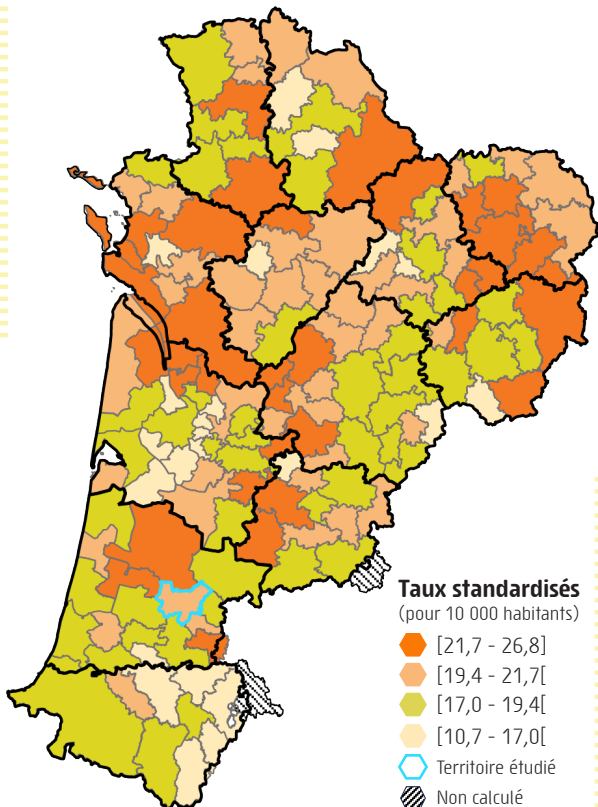 Taux standardisés
(pour 10 000 habitants)
[21,7 - 26,8]
[19,4 - 21,7[
[17,0 - 19,4[
[10,7 - 17,0[
Territoire étudié
Non calculé